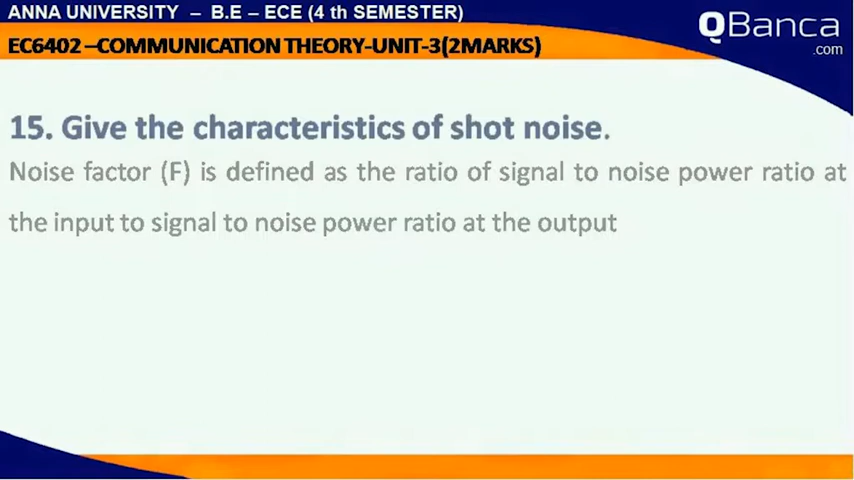 ANNA UNIVERSITY – B.E – ECE (4 th SEMESTER)
QBanca
.com
EC6402 –COMMUNICATION THEORY-UNIT-3(2MARKS)
15. Give the characteristics of shot noise.
Noise factor (F) is defined as the ratio of signal to noise power ratio at
the input to signal to noise power ratio at the output